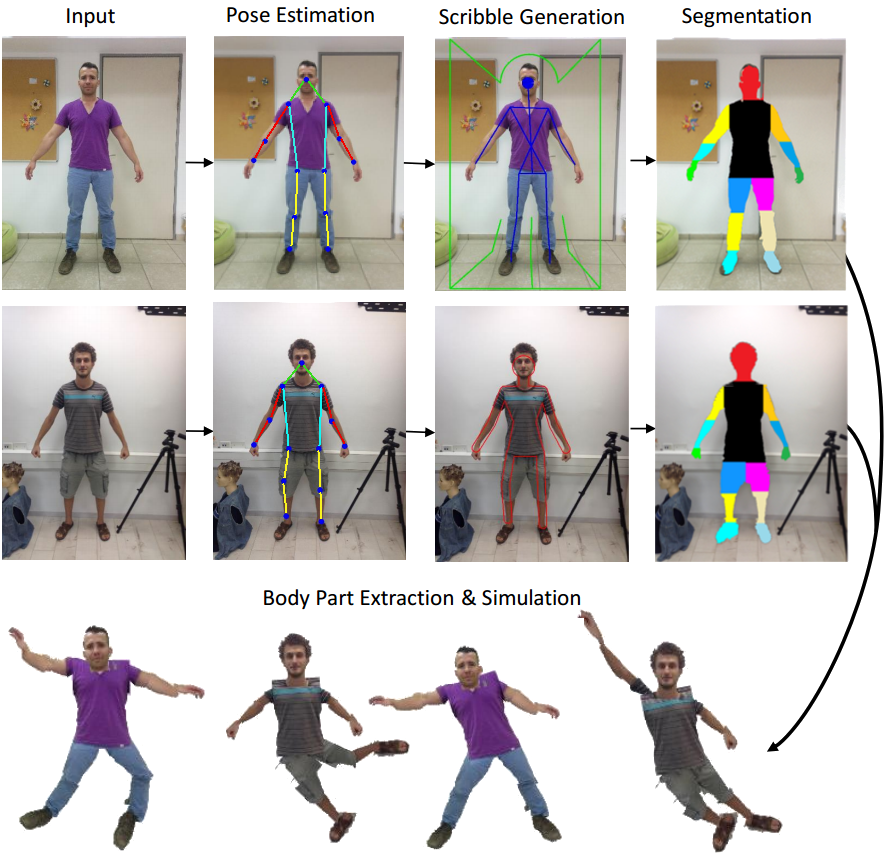 Input
Pose Estimation
Scribble Generation
Segmentation
Body Part Extraction & Simulation